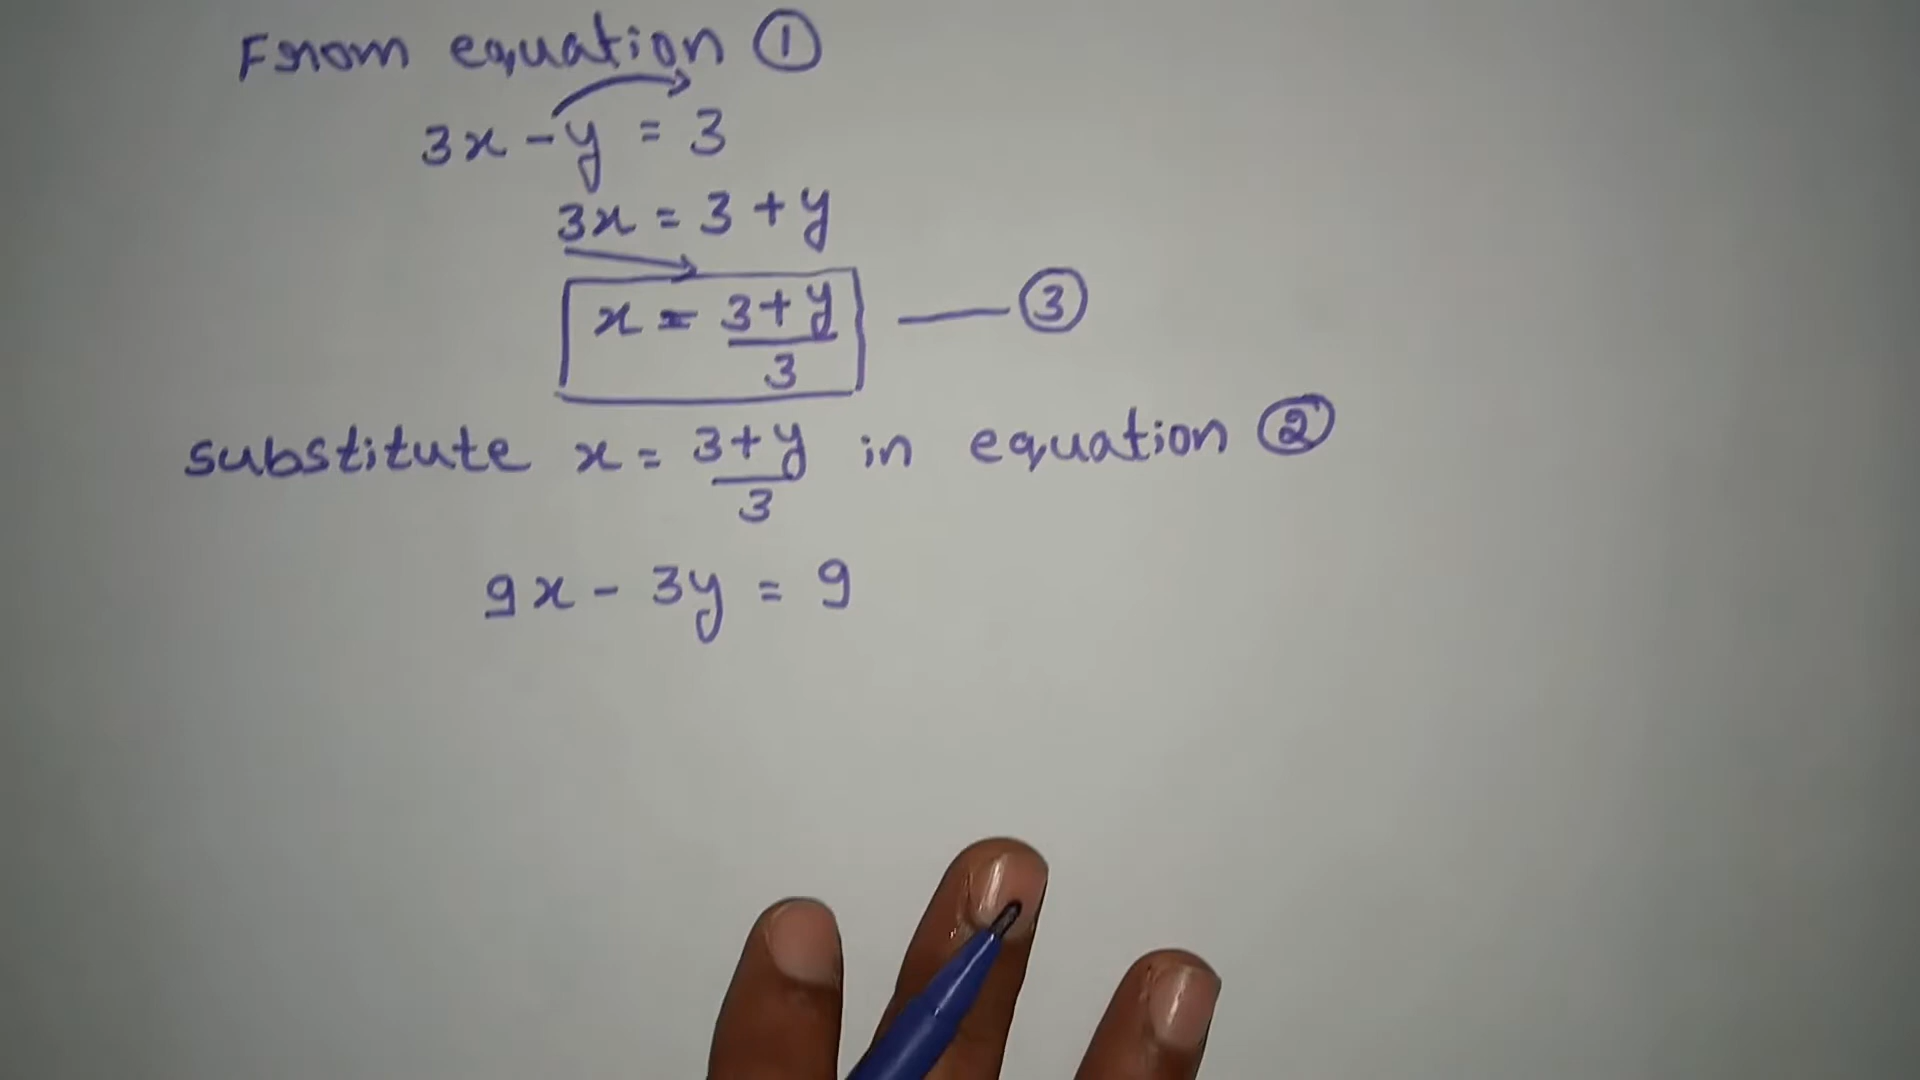 From equation ①
3x - y = 3
3x = 3 + y
x = 3+y/3 —— ③
substitute x = 3+y/3 in equation ②
9x - 3y = 9